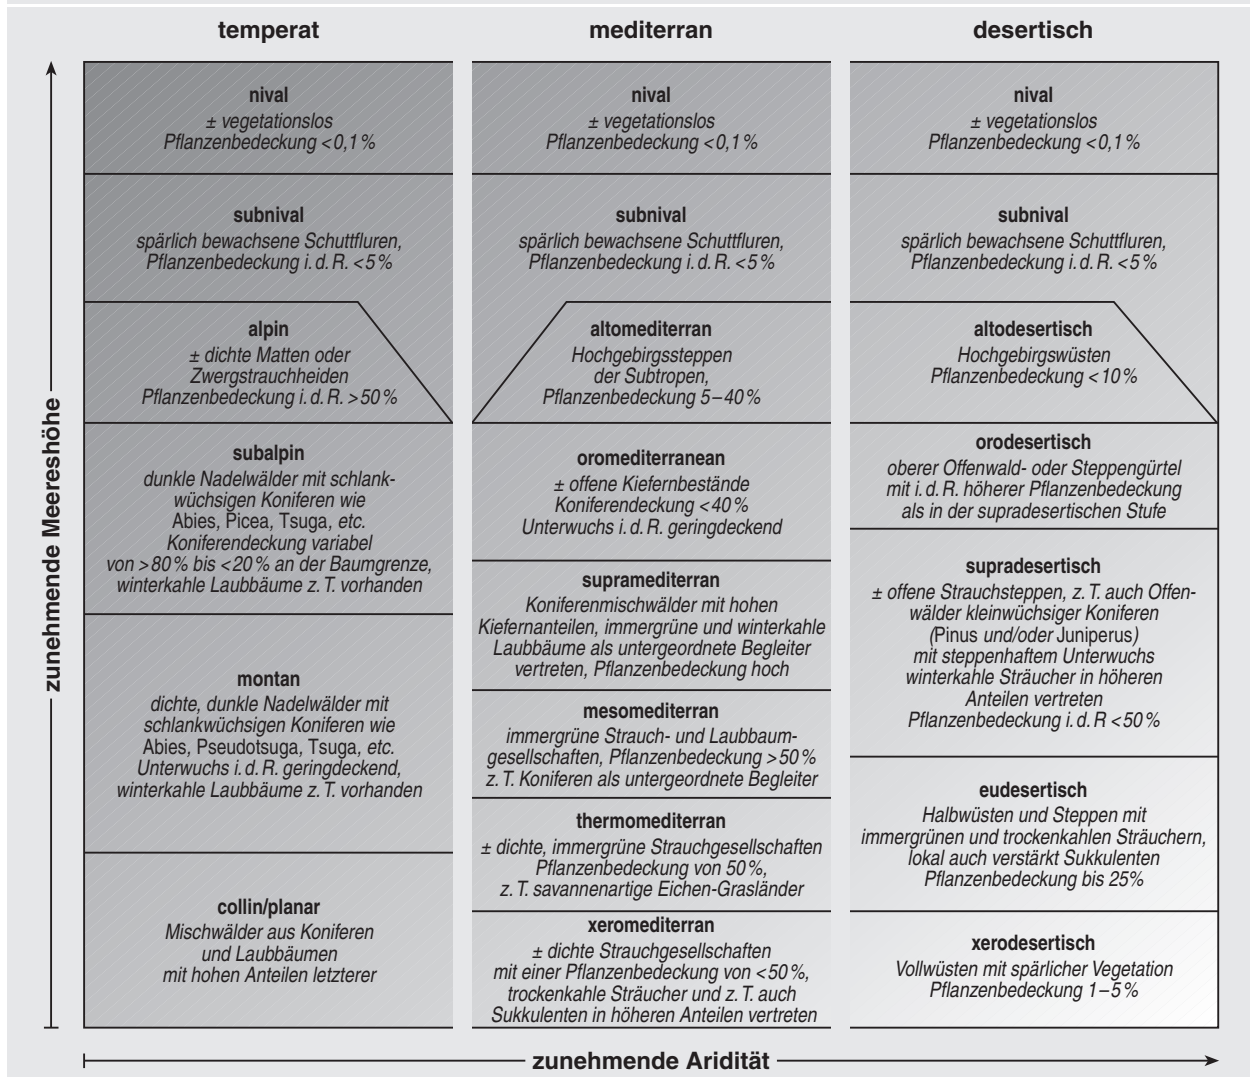 temperat
mediterran
desertisch
zunehmende Meereshöhe
nival
± vegetationslos
Pflanzenbedeckung <0,1%
subnival
spärlich bewachsene Schuttfluren,
Pflanzenbedeckung i.d.R. <5%
alpin
± dichte Matten oder
Zwergstrauchheiden
Pflanzenbedeckung i.d.R. >50%
subalpin
dunkle Nadelwälder mit schlank-
wüchsigen Koniferen wie
Abies, Picea, Tsuga, etc.
Koniferendeckung variabel
von >80% bis <20% an der Baumgrenze,
winterkahle Laubbäume z.T. vorhanden
montan
dichte, dunkle Nadelwälder mit
schlankwüchsigen Koniferen wie
Abies, Pseudotsuga, Tsuga, etc.
Unterwuchs i.d.R. geringdeckend,
winterkahle Laubbäume z.T. vorhanden
collin/planar
Mischwälder aus Koniferen
und Laubbäumen
mit hohen Anteilen letzterer
nival
± vegetationslos
Pflanzenbedeckung <0,1%
subnival
spärlich bewachsene Schuttfluren,
Pflanzenbedeckung i.d.R. <5%
altomediterran
Hochgebirgssteppen
der Subtropen,
Pflanzenbedeckung 5–40%
oromediterranean
± offene Kiefernbestände
Koniferendeckung <40%
Unterwuchs i.d.R. geringdeckend
supramediterran
Koniferenmischwälder mit hohen
Kiefernanteilen, immergrüne und winterkahle
Laubbäume als untergeordnete Begleiter
vertreten, Pflanzenbedeckung hoch
mesomediterran
immergrüne Strauch- und Laubbaum-
gesellschaften, Pflanzenbedeckung >50%
z.T. Koniferen als untergeordnete Begleiter
thermomediterran
± dichte, immergrüne Strauchgesellschaften
Pflanzenbedeckung von 50%,
z.T. savannenartige Eichen-Grasländer
xeromediterran
± dichte Strauchgesellschaften
mit einer Pflanzenbedeckung von <50%,
trockenkahle Sträucher und z.T. auch
Sukkulenten in höheren Anteilen vertreten
nival
± vegetationslos
Pflanzenbedeckung <0,1%
subnival
spärlich bewachsene Schuttfluren,
Pflanzenbedeckung i.d.R. <5%
altodesertisch
Hochgebirgswüsten
Pflanzenbedeckung <10%
orodesertisch
oberer Offenwald- oder Steppengürtel
mit i.d.R. höherer Pflanzenbedeckung
als in der supradesertischen Stufe
supradesertisch
± offene Strauchsteppen, z.T. auch Offen-
wälder kleinwüchsiger Koniferen
(Pinus und/oder Juniperus)
mit steppenhaftem Unterwuchs
winterkahle Sträucher in höheren
Anteilen vertreten
Pflanzenbedeckung i.d.R <50%
eudesertisch
Halbwüsten und Steppen mit
immergrünen und trockenkahlen Sträuchern,
lokal auch verstärkt Sukkulenten
Pflanzenbedeckung bis 25%
xerodesertisch
Vollwüsten mit spärlicher Vegetation
Pflanzenbedeckung 1–5%
zunehmende Aridität